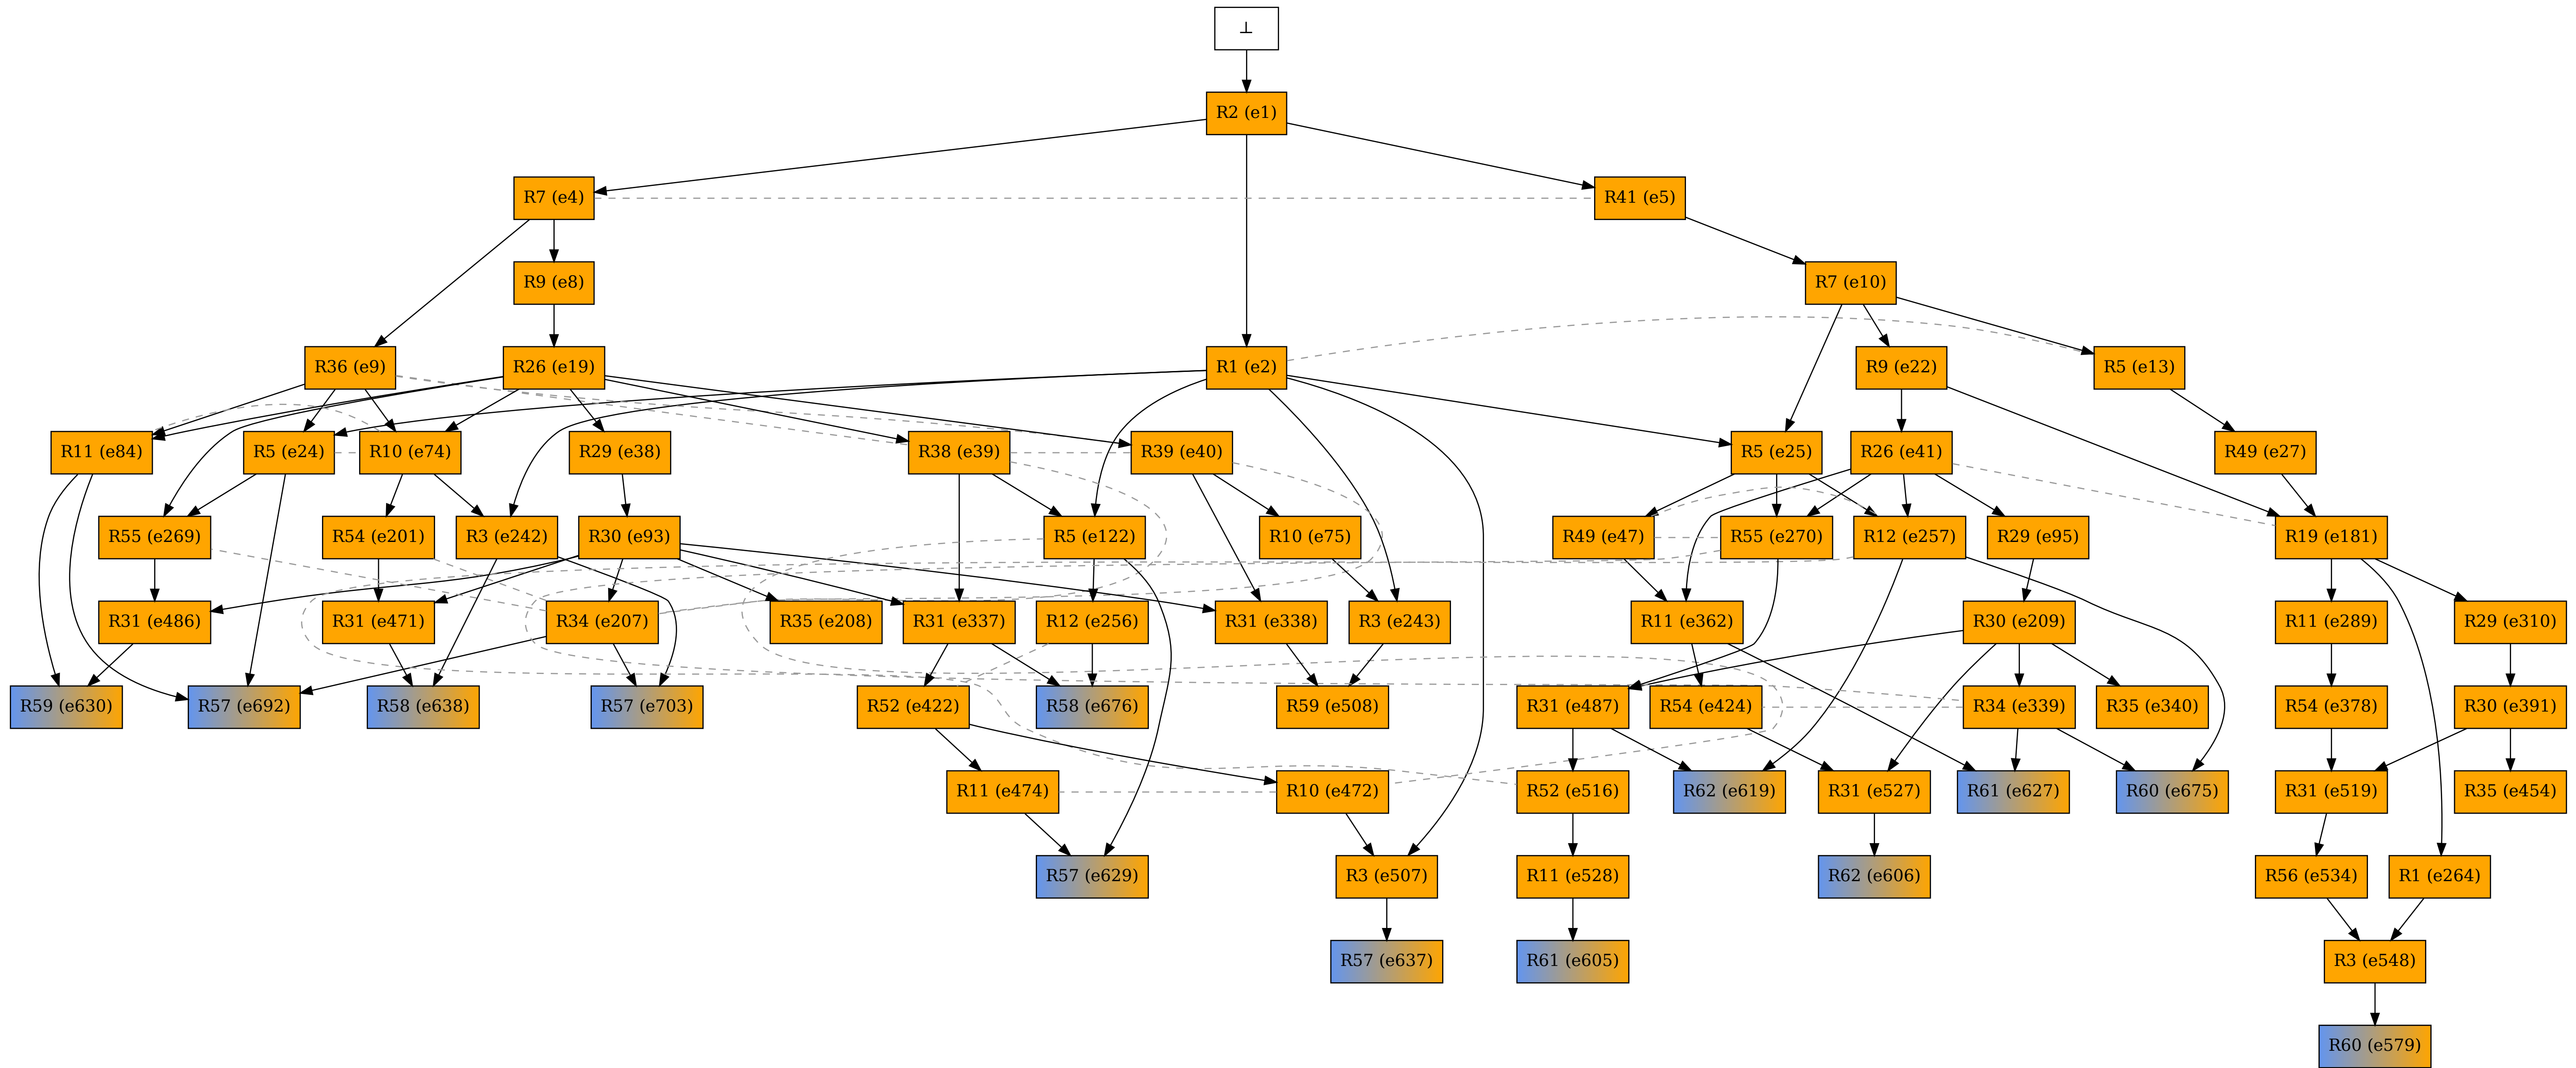 ⊥
R2 (e1)
R7 (e4)
R41 (e5)
R9 (e8)
R7 (e10)
R36 (e9)
R26 (e19)
R1 (e2)
R9 (e22)
R5 (e13)
R11 (e84)
R5 (e24)
R10 (e74)
R29 (e38)
R38 (e39)
R39 (e40)
R5 (e25)
R26 (e41)
R49 (e27)
R55 (e269)
R54 (e201)
R3 (e242)
R30 (e93)
R5 (e122)
R10 (e75)
R49 (e47)
R55 (e270)
R12 (e257)
R29 (e95)
R19 (e181)
R31 (e486)
R31 (e471)
R34 (e207)
R35 (e208)
R31 (e337)
R12 (e256)
R31 (e338)
R3 (e243)
R11 (e362)
R30 (e209)
R11 (e289)
R29 (e310)
R59 (e630)
R57 (e692)
R58 (e638)
R57 (e703)
R52 (e422)
R58 (e676)
R59 (e508)
R31 (e487)
R54 (e424)
R34 (e339)
R35 (e340)
R54 (e378)
R30 (e391)
R11 (e474)
R10 (e472)
R52 (e516)
R62 (e619)
R31 (e527)
R61 (e627)
R60 (e675)
R31 (e519)
R35 (e454)
R57 (e629)
R3 (e507)
R11 (e528)
R62 (e606)
R56 (e534)
R1 (e264)
R57 (e637)
R61 (e605)
R3 (e548)
R60 (e579)